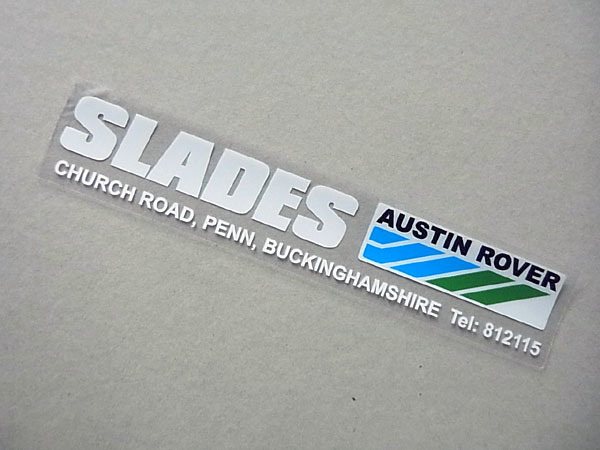 SLADES
AUSTIN ROVER
CHURCH ROAD, PENN, BUCKINGHAMSHIRE Tel: 812115